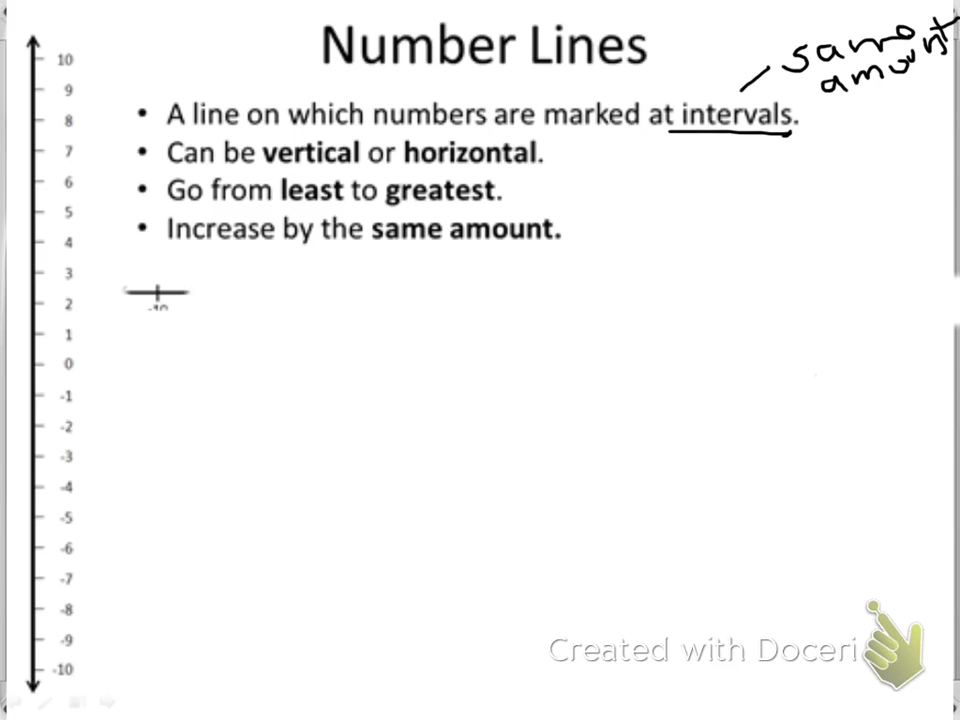 Number Lines
same
amount
• A line on which numbers are marked at intervals.
• Can be vertical or horizontal.
• Go from least to greatest.
• Increase by the same amount.
10
9
8
7
6
5
4
3
2
1
0
-1
-2
-3
-4
-5
-6
-7
-8
-9
-10
-10
Created with Doceri